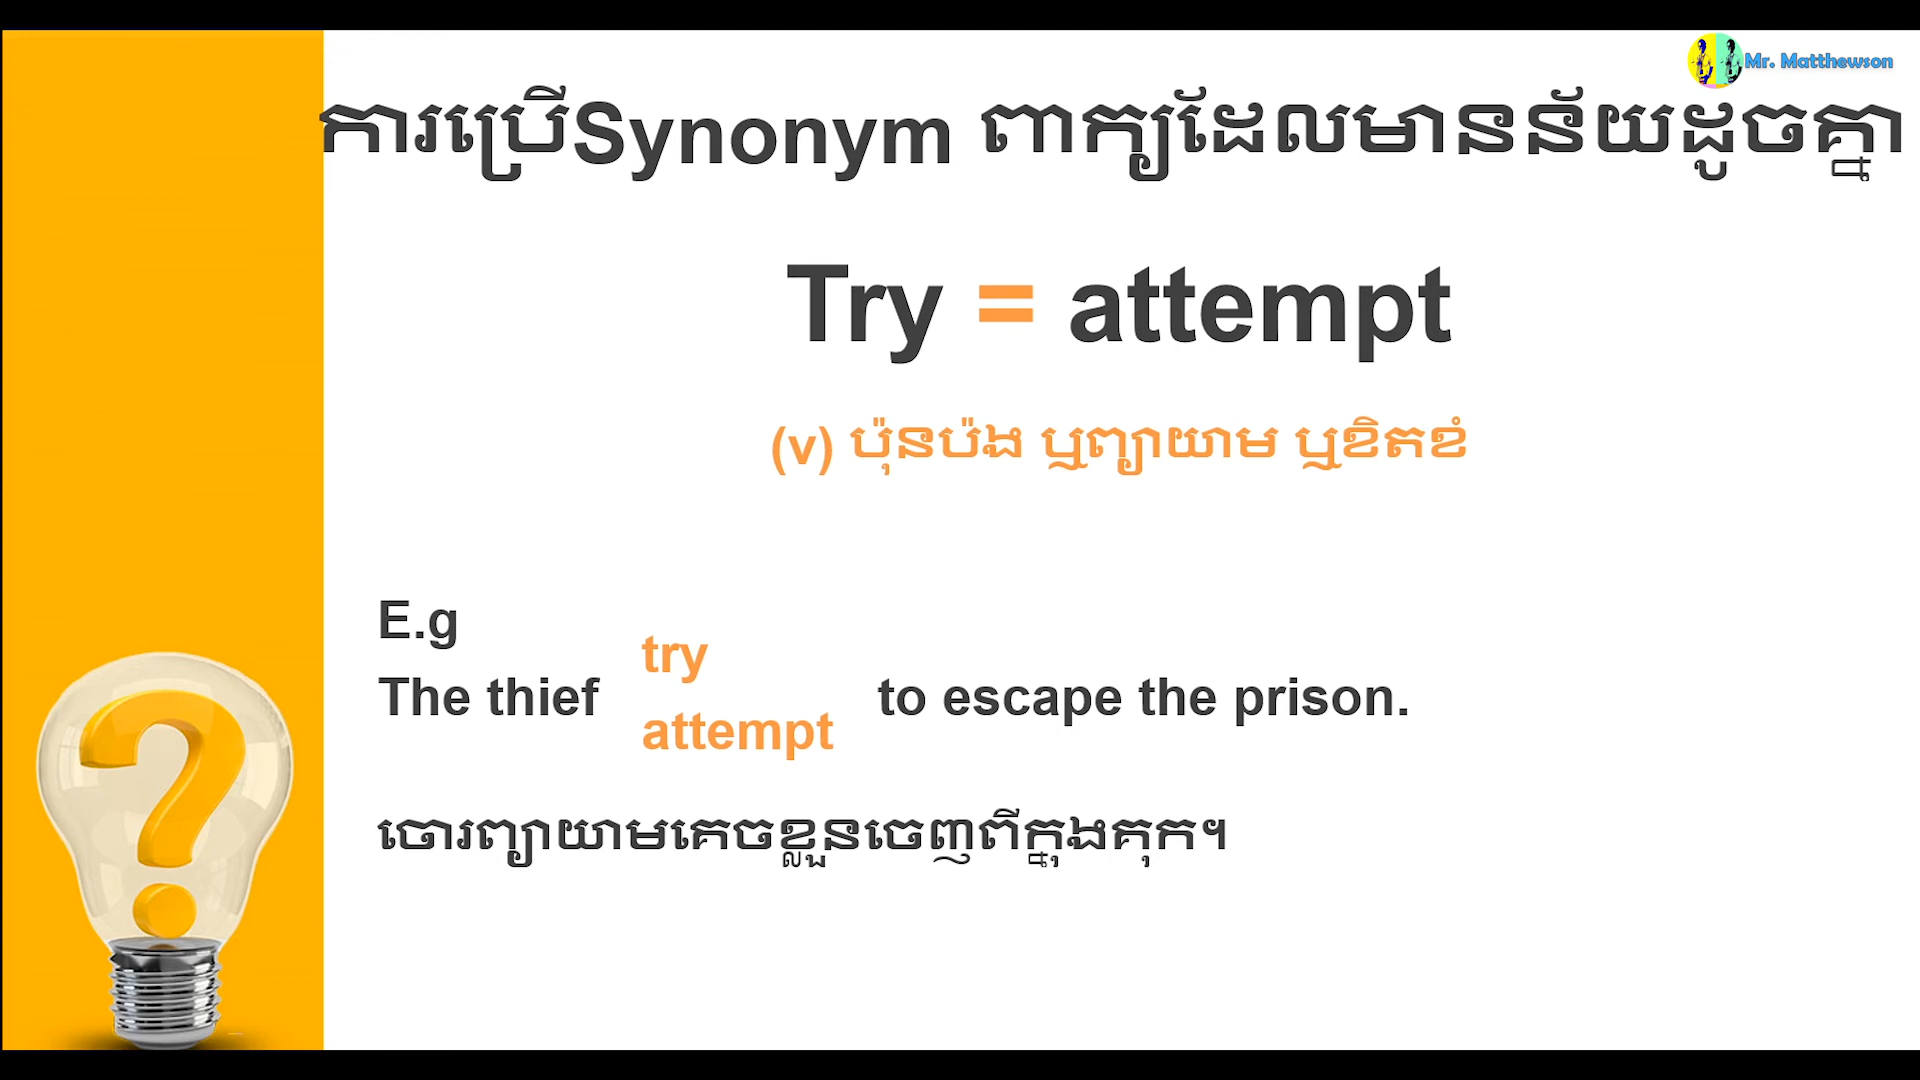 Mr. Matthewson
ការប្រើSynonym ពាក្យដែលមានន័យដូចគ្នា
Try = attempt
(v) ប៉ុនប៉ង ឬព្យាយាម ឬខិតខំ
E.g
try
The thief to escape the prison.
attempt
ចោរព្យាយាមគេចខ្លួនចេញពីក្នុងគុក។